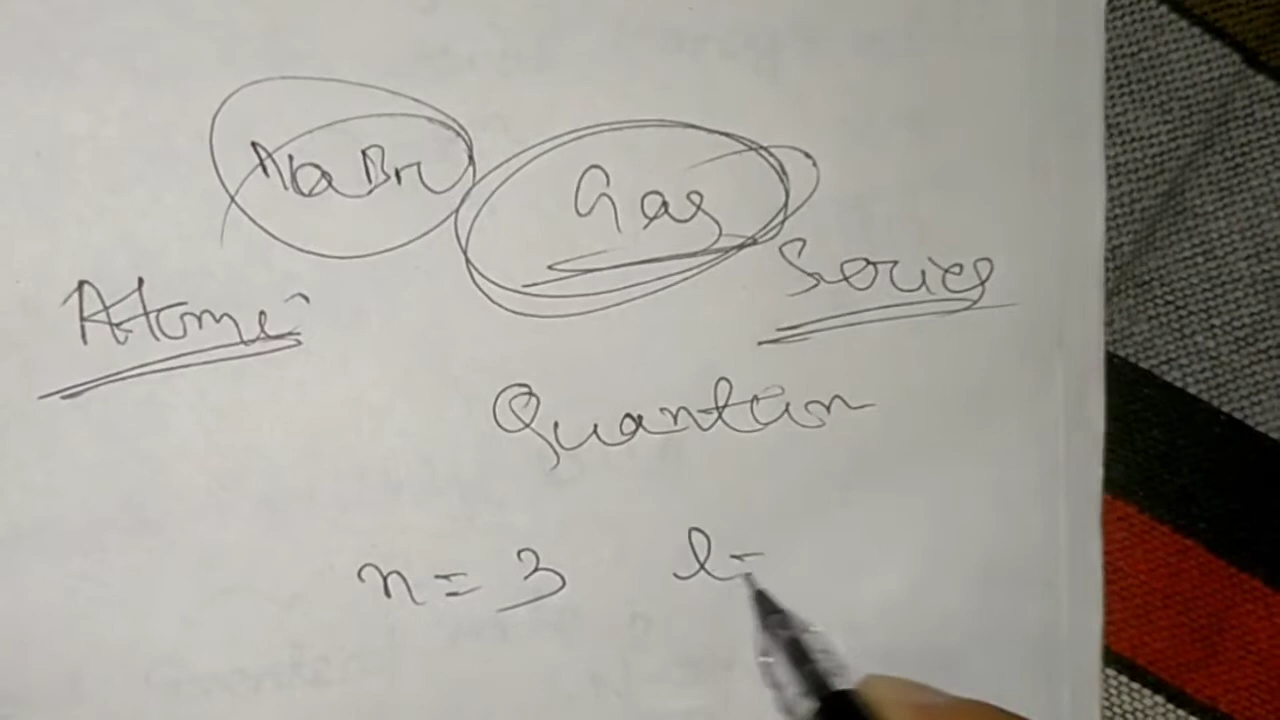 NaBr Gas
Atomic Series
Quantum
n = 3 l =